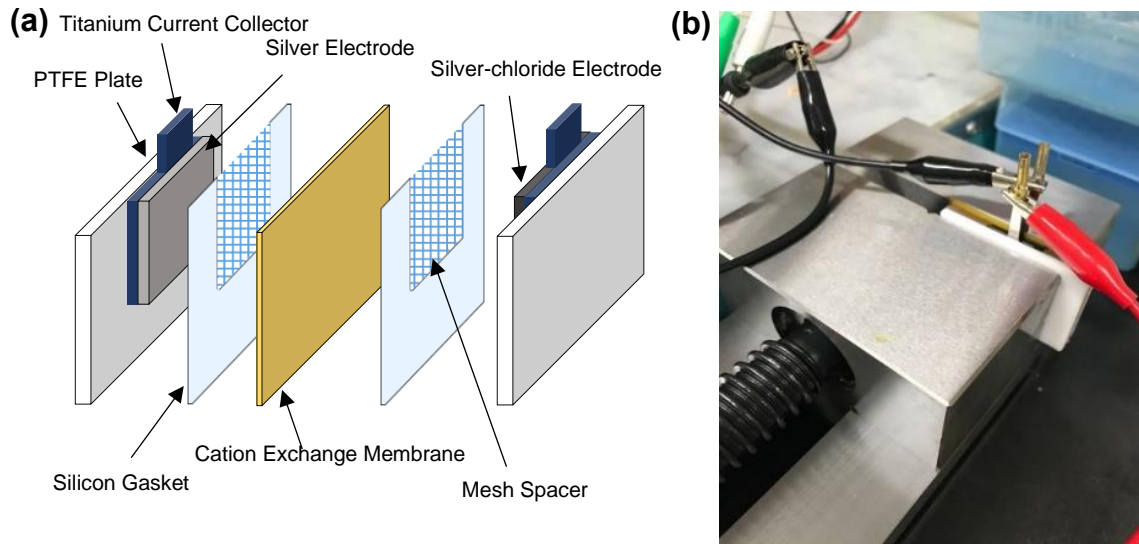 (a)
Titanium Current Collector
Silver Electrode
PTFE Plate
Silver-chloride Electrode
Cation Exchange Membrane
Silicon Gasket
Mesh Spacer
(b)